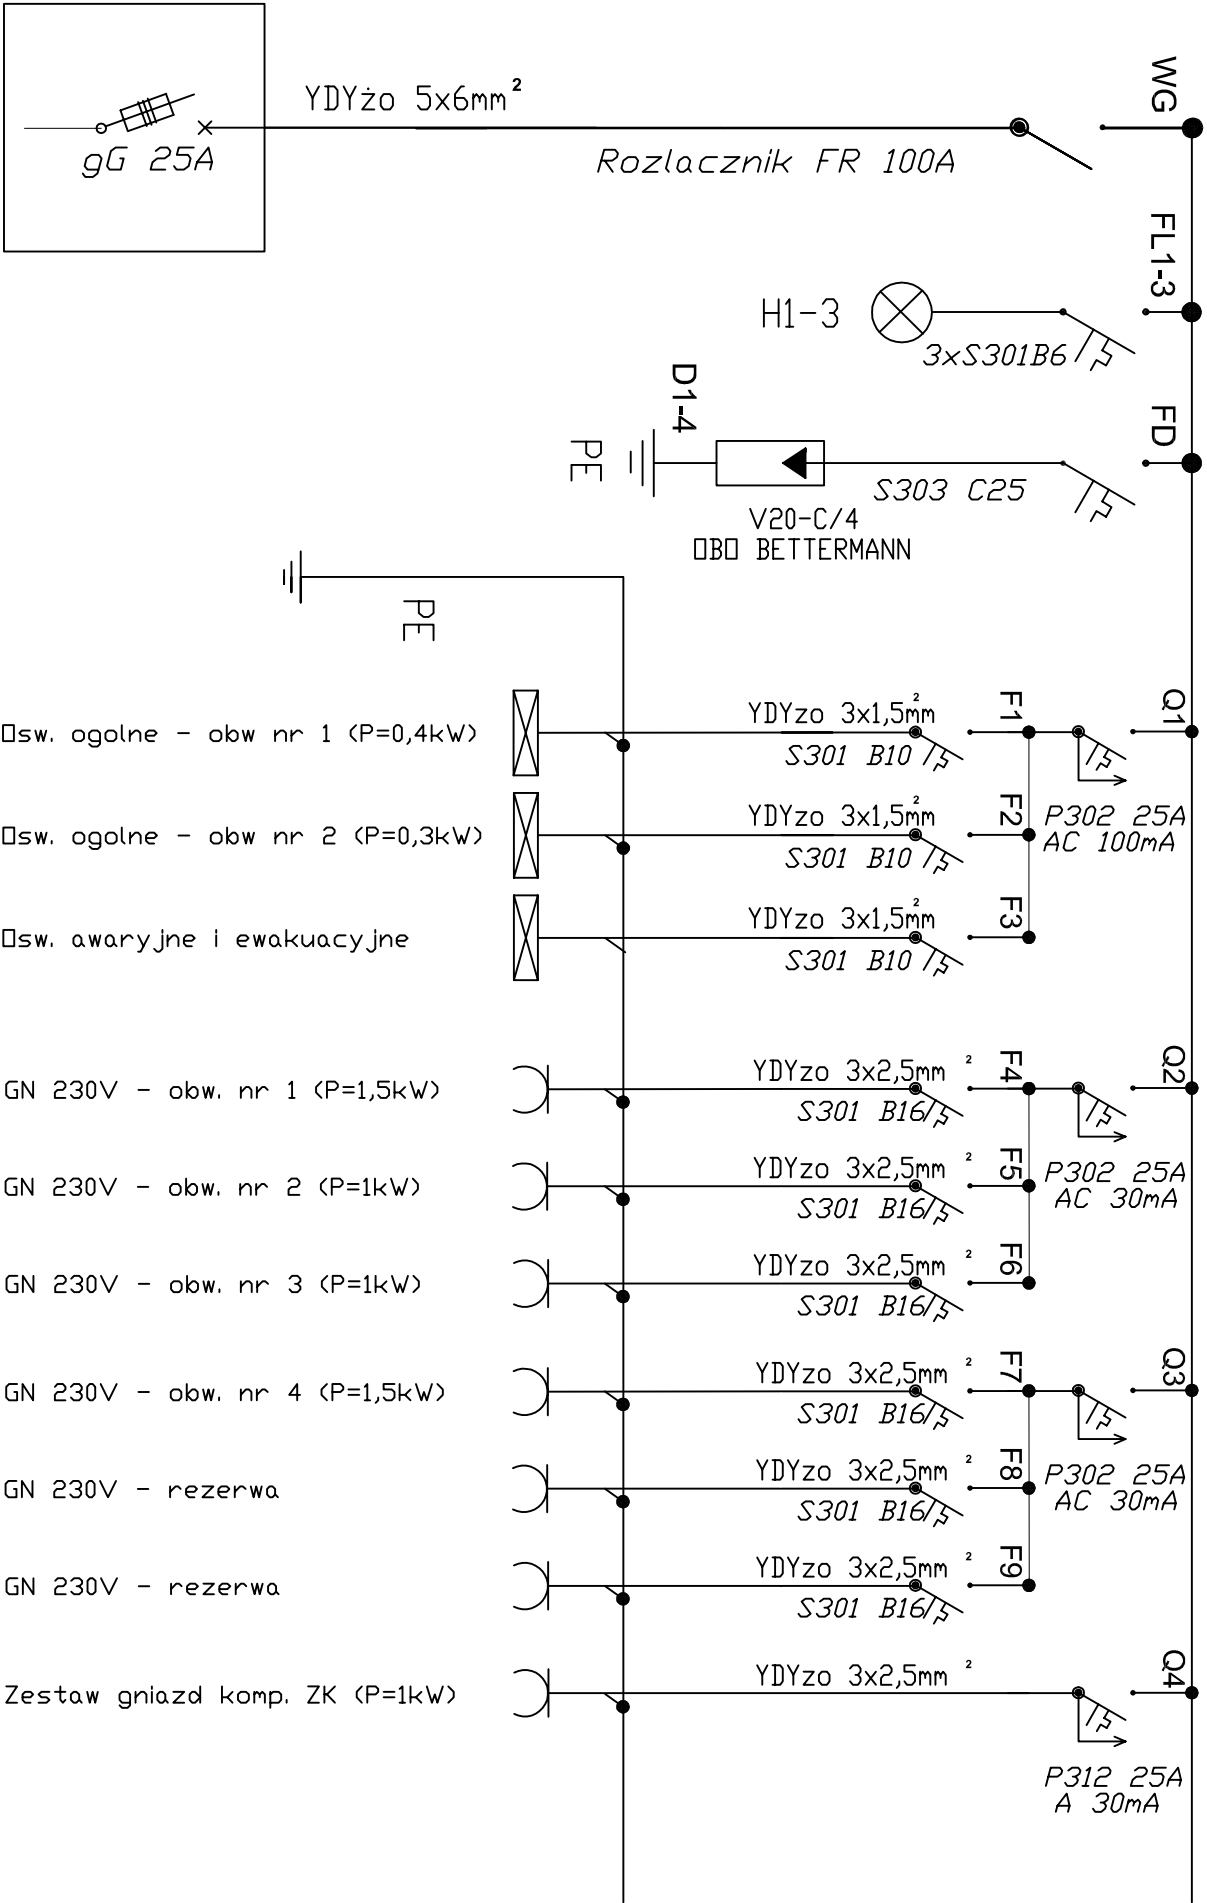 YDYżo 5x6mm²
gG 25A
Rozlacznik FR 100A
WG
FL1-3
H1-3
3xS301B6
FD
D1-4
PE
S303 C25
V20-C/4
OBO BETTERMANN
PE
Q1
P302 25A
AC 100mA
Osw. ogolne - obw nr 1 (P=0,4kW)
YDYzo 3x1,5mm²
S301 B10
F1
Osw. ogolne - obw nr 2 (P=0,3kW)
YDYzo 3x1,5mm²
S301 B10
F2
Osw. awaryjne i ewakuacyjne
YDYzo 3x1,5mm²
S301 B10
F3
Q2
P302 25A
AC 30mA
GN 230V - obw. nr 1 (P=1,5kW)
YDYzo 3x2,5mm²
S301 B16
F4
GN 230V - obw. nr 2 (P=1kW)
YDYzo 3x2,5mm²
S301 B16
F5
GN 230V - obw. nr 3 (P=1kW)
YDYzo 3x2,5mm²
S301 B16
F6
Q3
P302 25A
AC 30mA
GN 230V - obw. nr 4 (P=1,5kW)
YDYzo 3x2,5mm²
S301 B16
F7
GN 230V - rezerwa
YDYzo 3x2,5mm²
S301 B16
F8
GN 230V - rezerwa
YDYzo 3x2,5mm²
S301 B16
F9
Zestaw gniazd komp. ZK (P=1kW)
YDYzo 3x2,5mm²
Q4
P312 25A
A 30mA